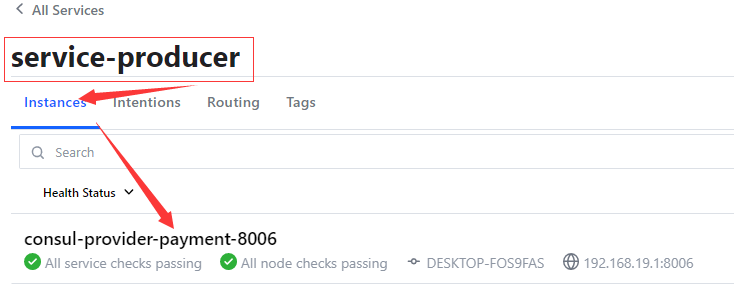 All Services
service-producer
Instances Intentions Routing Tags
Search
Health Status
consul-provider-payment-8006
All service checks passing All node checks passing DESKTOP-FOS9FAS 192.168.19.1:8006